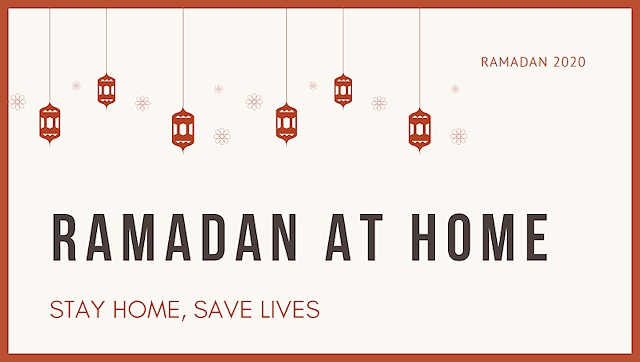 RAMADAN 2020
RAMADAN AT HOME
STAY HOME, SAVE LIVES